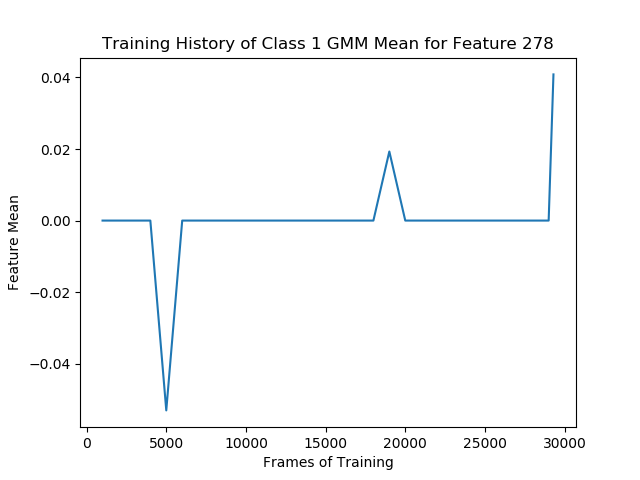 Training History of Class 1 GMM Mean for Feature 278
0.04
0.02
0.00
−0.02
−0.04
Feature Mean
0 5000 10000 15000 20000 25000 30000
Frames of Training